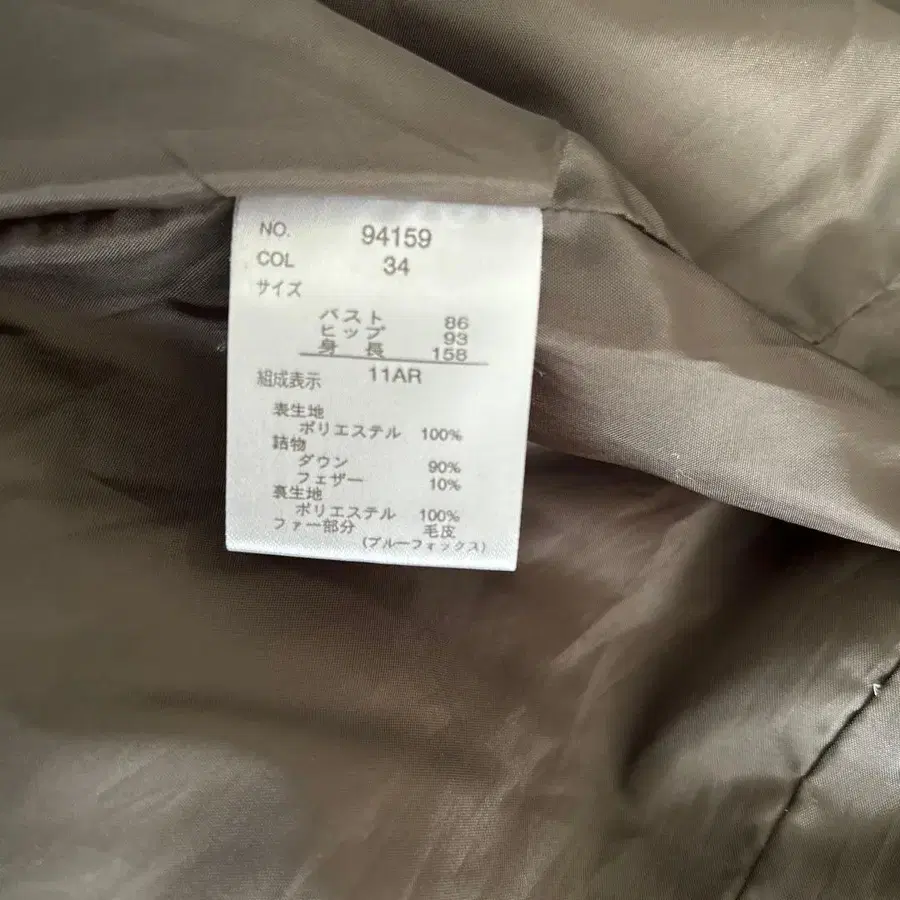 NO. 94159
COL 34
サイズ
バスト 86
ヒップ 93
身長 158
11AR
組成表示
表生地
ポリエステル 100%
詰物
ダウン 90%
フェザー 10%
裏生地
ポリエステル 100%
ファー部分 毛皮
(ブルーフォックス)